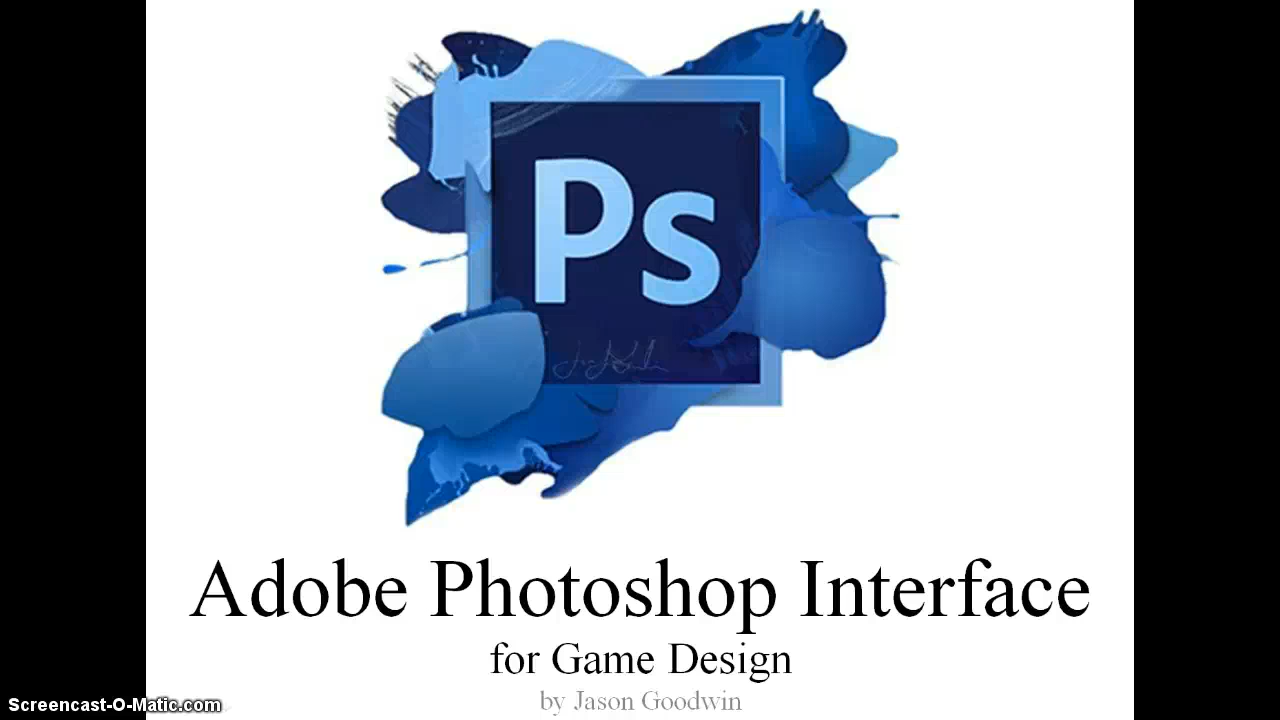 Ps
Adobe Photoshop Interface
for Game Design
by Jason Goodwin
Screencast-O-Matic.com